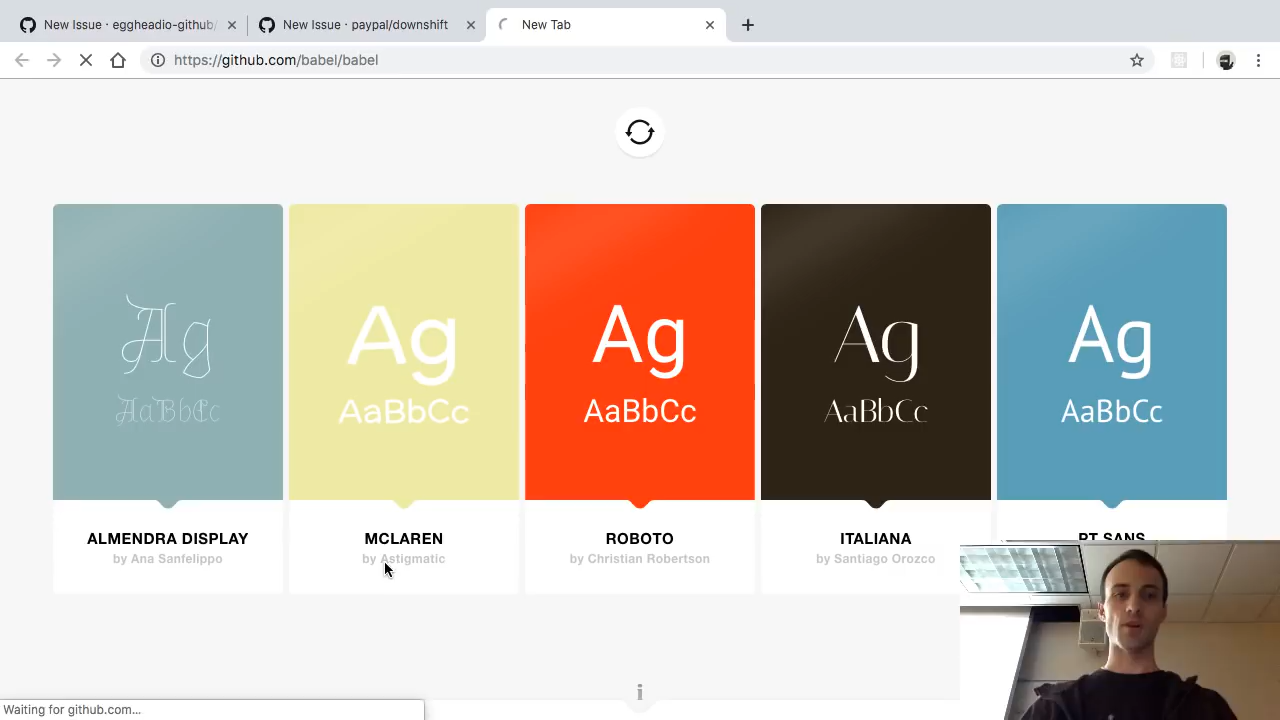 New Issue · eggheadio-github/
New Issue · paypal/downshift
New Tab
https://github.com/babel/babel
Ag
AaBbCc
ALMENDRA DISPLAY
by Ana Sanfelippo
Ag
AaBbCc
MCLAREN
by Astigmatic
Ag
AaBbCc
ROBOTO
by Christian Robertson
Ag
AaBbCc
ITALIANA
by Santiago Orozco
Ag
AaBbCc
PT SANS
Waiting for github.com...